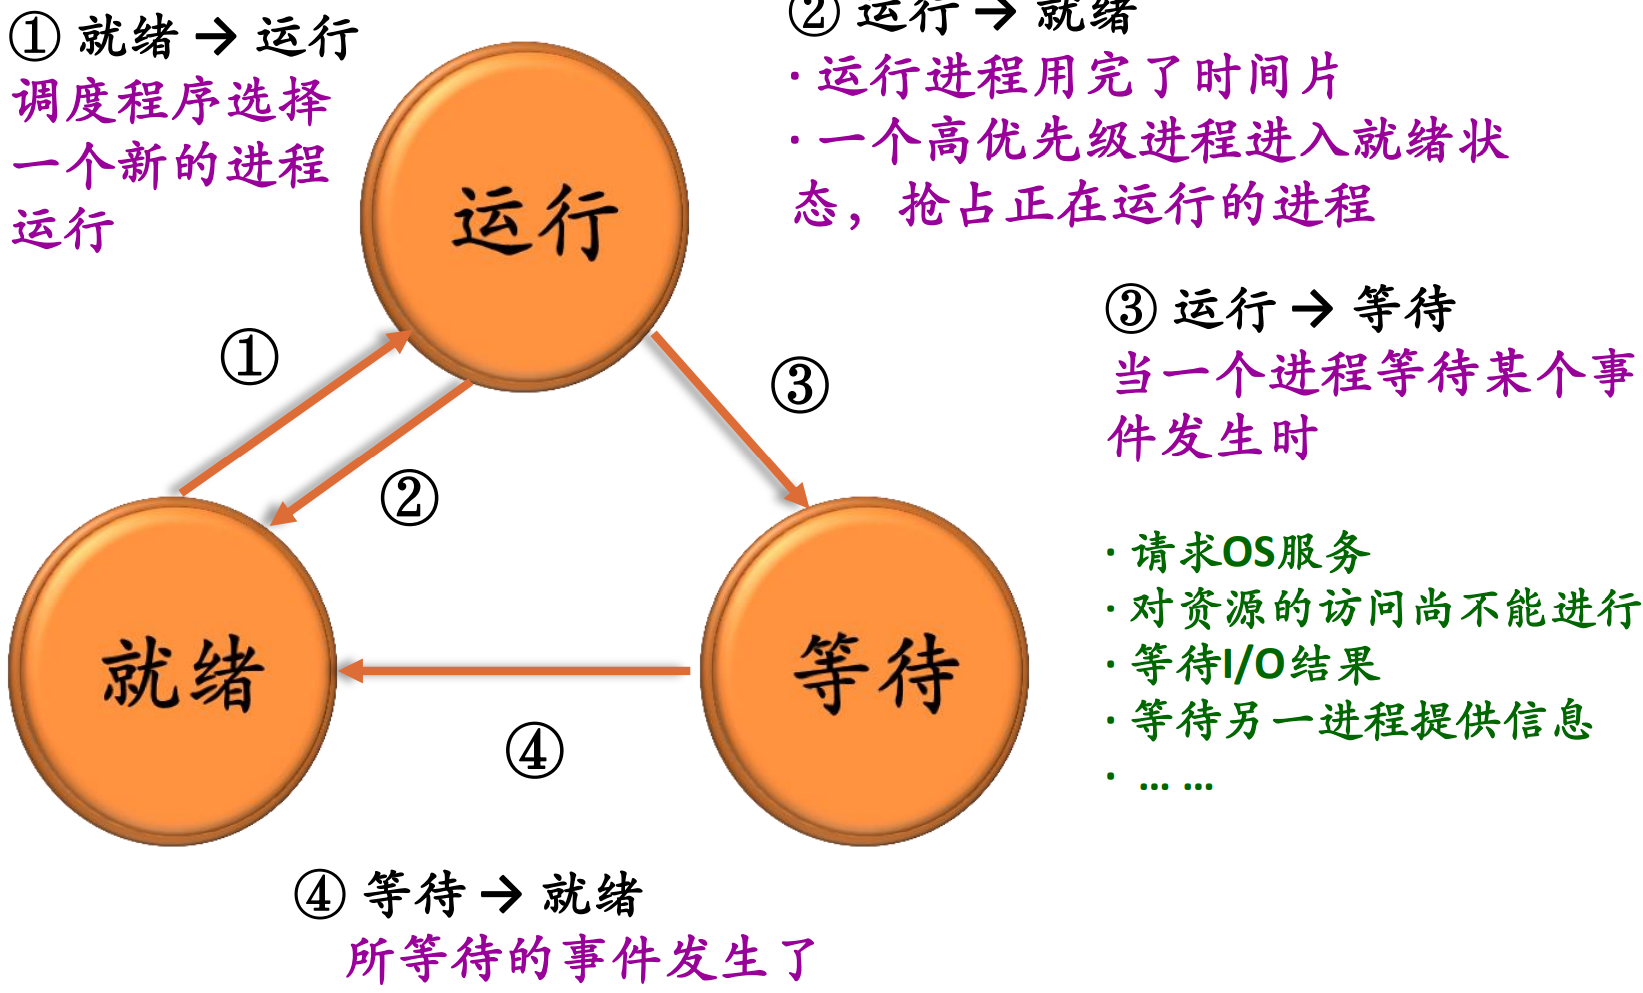 ① 就绪 → 运行
调度程序选择
一个新的进程
运行
② 运行 → 就绪
· 运行进程用完了时间片
· 一个高优先级进程进入就绪状
态，抢占正在运行的进程
运行
③ 运行 → 等待
当一个进程等待某个事
件发生时
①
③
②
· 请求OS服务
· 对资源的访问尚不能进行
· 等待I/O结果
· 等待另一进程提供信息
· ... ...
就绪
等待
④
④ 等待 → 就绪
所等待的事件发生了